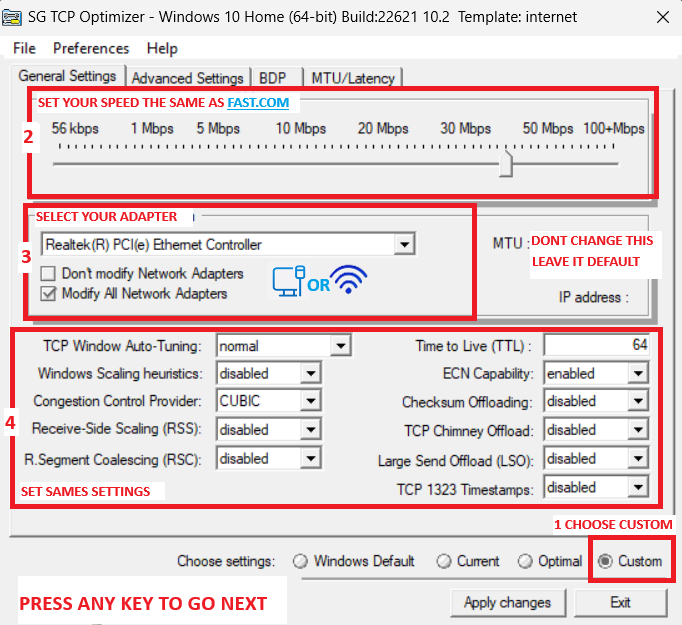 SG TCP Optimizer - Windows 10 Home (64-bit) Build:22621 10.2 Template: internet
File Preferences Help
General Settings Advanced Settings BDP MTU/Latency
SET YOUR SPEED THE SAME AS FAST.COM
2
56 kbps 1 Mbps 5 Mbps 10 Mbps 20 Mbps 30 Mbps 50 Mbps 100+Mbps
SELECT YOUR ADAPTER
3
Realtek(R) PCI(e) Ethernet Controller
Don't modify Network Adapters
Modify All Network Adapters
OR
MTU :
DONT CHANGE THIS
LEAVE IT DEFAULT
IP address :
4
TCP Window Auto-Tuning: normal
Windows Scaling heuristics: disabled
Congestion Control Provider: CUBIC
Receive-Side Scaling (RSS): disabled
R.Segment Coalescing (RSC): disabled
SET SAMES SETTINGS
Time to Live (TTL) : 64
ECN Capability: enabled
Checksum Offloading: disabled
TCP Chimney Offload: disabled
Large Send Offload (LSO): disabled
TCP 1323 Timestamps: disabled
1 CHOOSE CUSTOM
Choose settings: Windows Default Current Optimal Custom
PRESS ANY KEY TO GO NEXT
Apply changes Exit